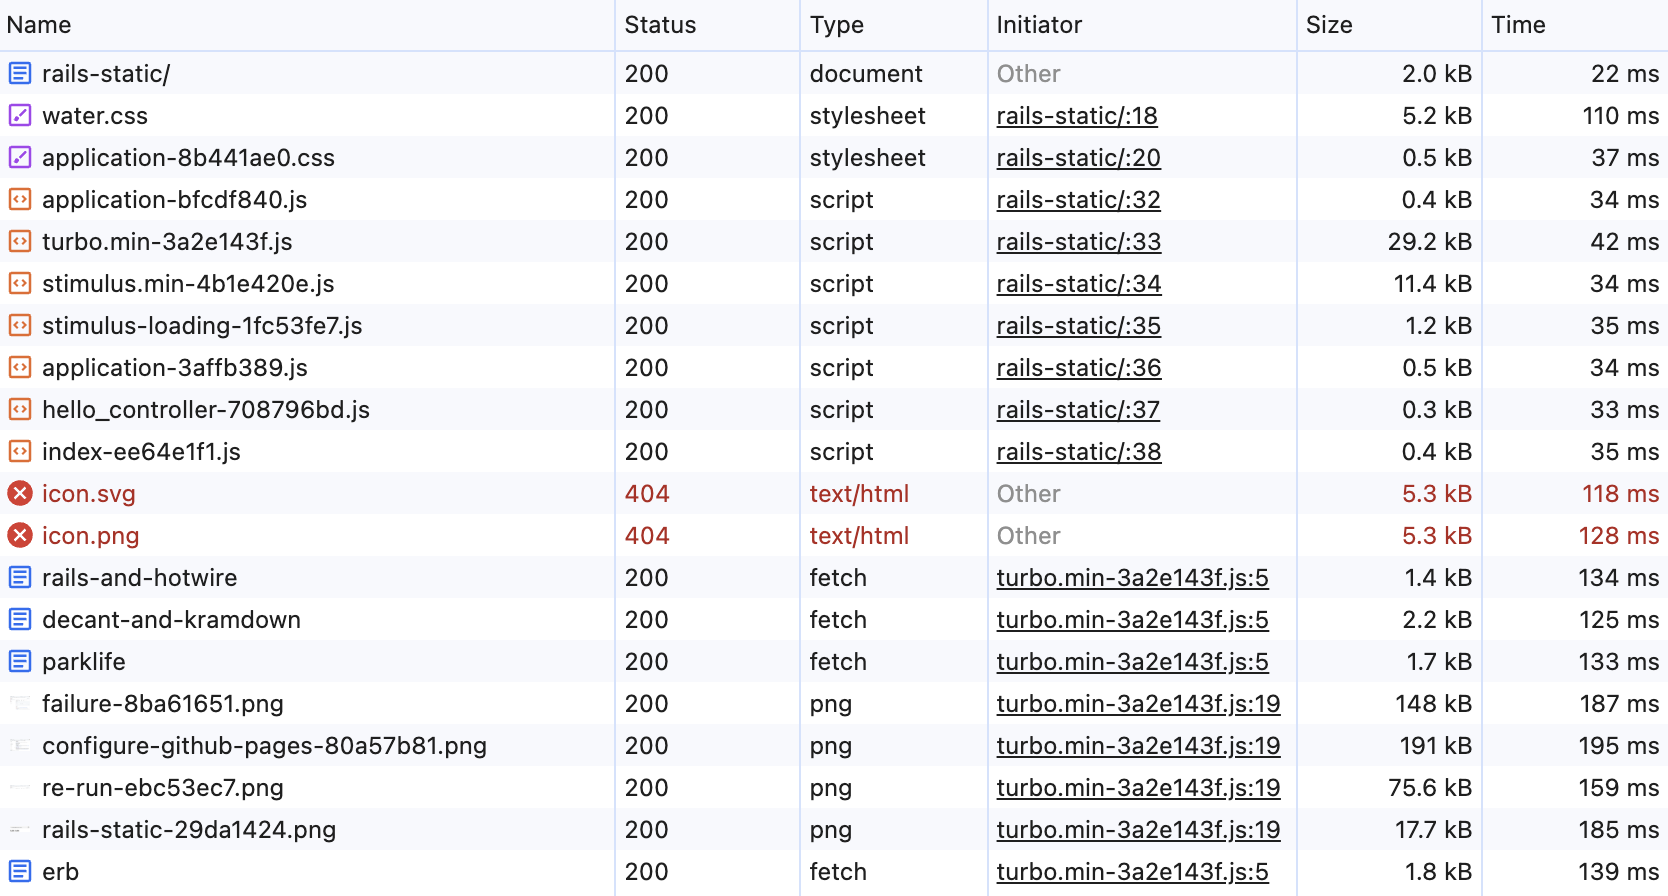 Name Status Type Initiator Size Time
rails-static/ 200 document Other 2.0 kB 22 ms
water.css 200 stylesheet rails-static/:18 5.2 kB 110 ms
application-8b441ae0.css 200 stylesheet rails-static/:20 0.5 kB 37 ms
application-bfcdf840.js 200 script rails-static/:32 0.4 kB 34 ms
turbo.min-3a2e143f.js 200 script rails-static/:33 29.2 kB 42 ms
stimulus.min-4b1e420e.js 200 script rails-static/:34 11.4 kB 34 ms
stimulus-loading-1fc53fe7.js 200 script rails-static/:35 1.2 kB 35 ms
application-3affb389.js 200 script rails-static/:36 0.5 kB 34 ms
hello_controller-708796bd.js 200 script rails-static/:37 0.3 kB 33 ms
index-ee64e1f1.js 200 script rails-static/:38 0.4 kB 35 ms
icon.svg 404 text/html Other 5.3 kB 118 ms
icon.png 404 text/html Other 5.3 kB 128 ms
rails-and-hotwire 200 fetch turbo.min-3a2e143f.js:5 1.4 kB 134 ms
decant-and-kramdown 200 fetch turbo.min-3a2e143f.js:5 2.2 kB 125 ms
parklife 200 fetch turbo.min-3a2e143f.js:5 1.7 kB 133 ms
failure-8ba61651.png 200 png turbo.min-3a2e143f.js:19 148 kB 187 ms
configure-github-pages-80a57b81.png 200 png turbo.min-3a2e143f.js:19 191 kB 195 ms
re-run-ebc53ec7.png 200 png turbo.min-3a2e143f.js:19 75.6 kB 159 ms
rails-static-29da1424.png 200 png turbo.min-3a2e143f.js:19 17.7 kB 185 ms
erb 200 fetch turbo.min-3a2e143f.js:5 1.8 kB 139 ms